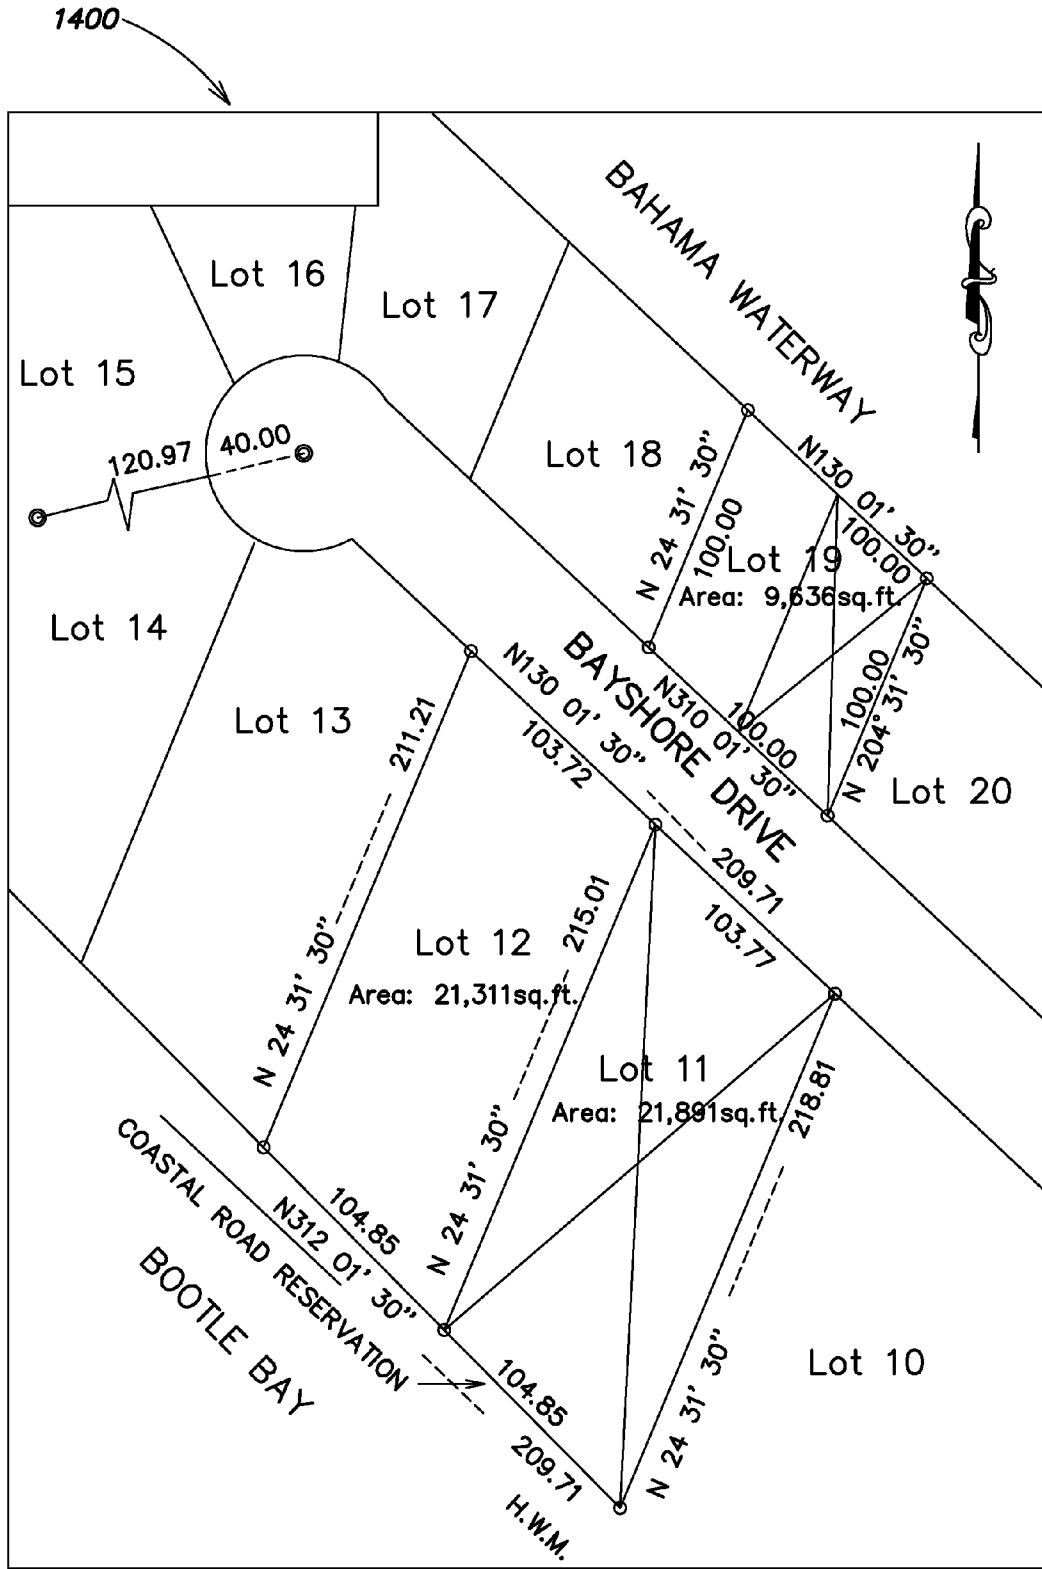 1400
BAHAMA WATERWAY
Lot 16
Lot 17
Lot 15
120.97
40.00
Lot 18
N 24 31' 30"
100.00
N130 01' 30"
100.00
Lot 19
Area: 9,636sq.ft.
Lot 14
Lot 13
211.21
N 24 31' 30"
N130 01' 30"
103.72
BAYSHORE DRIVE
N310 01' 30"
100.00
100.00
N 204° 31' 30"
Lot 20
209.71
103.77
Lot 12
Area: 21,311sq.ft.
215.01
N 24 31' 30"
Lot 11
Area: 21,891sq.ft.
218.81
N 24 31' 30"
COASTAL ROAD RESERVATION
104.85
N312 01' 30"
BOOTLE BAY
104.85
209.71
H.W.M.
Lot 10